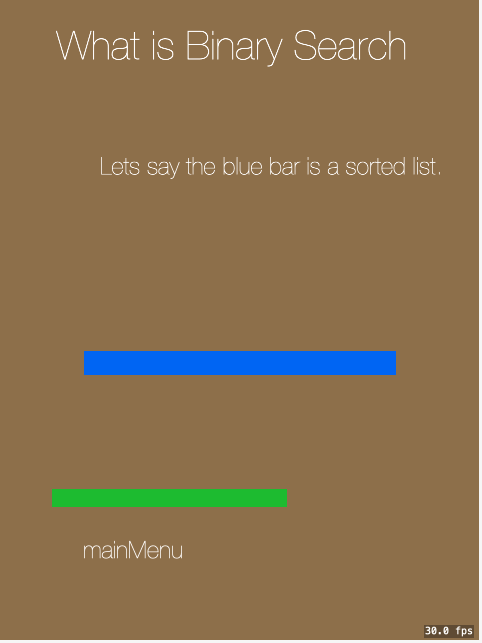 What is Binary Search
Lets say the blue bar is a sorted list.
mainMenu
30.0 fps